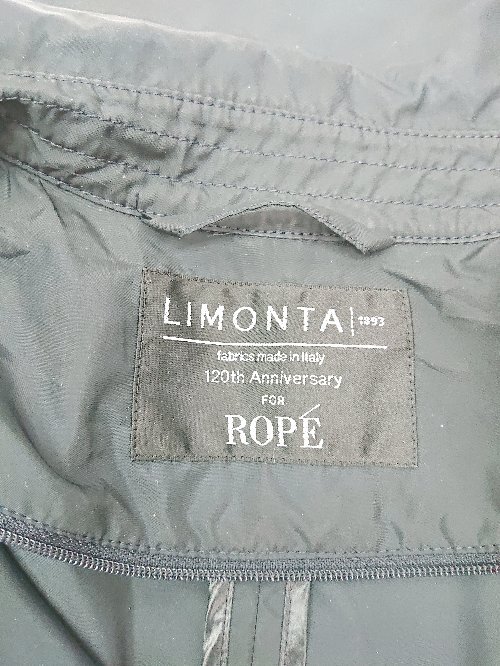 LIMONTA | 1893
fabrics made in Italy
120th Anniversary
FOR
ROPÉ